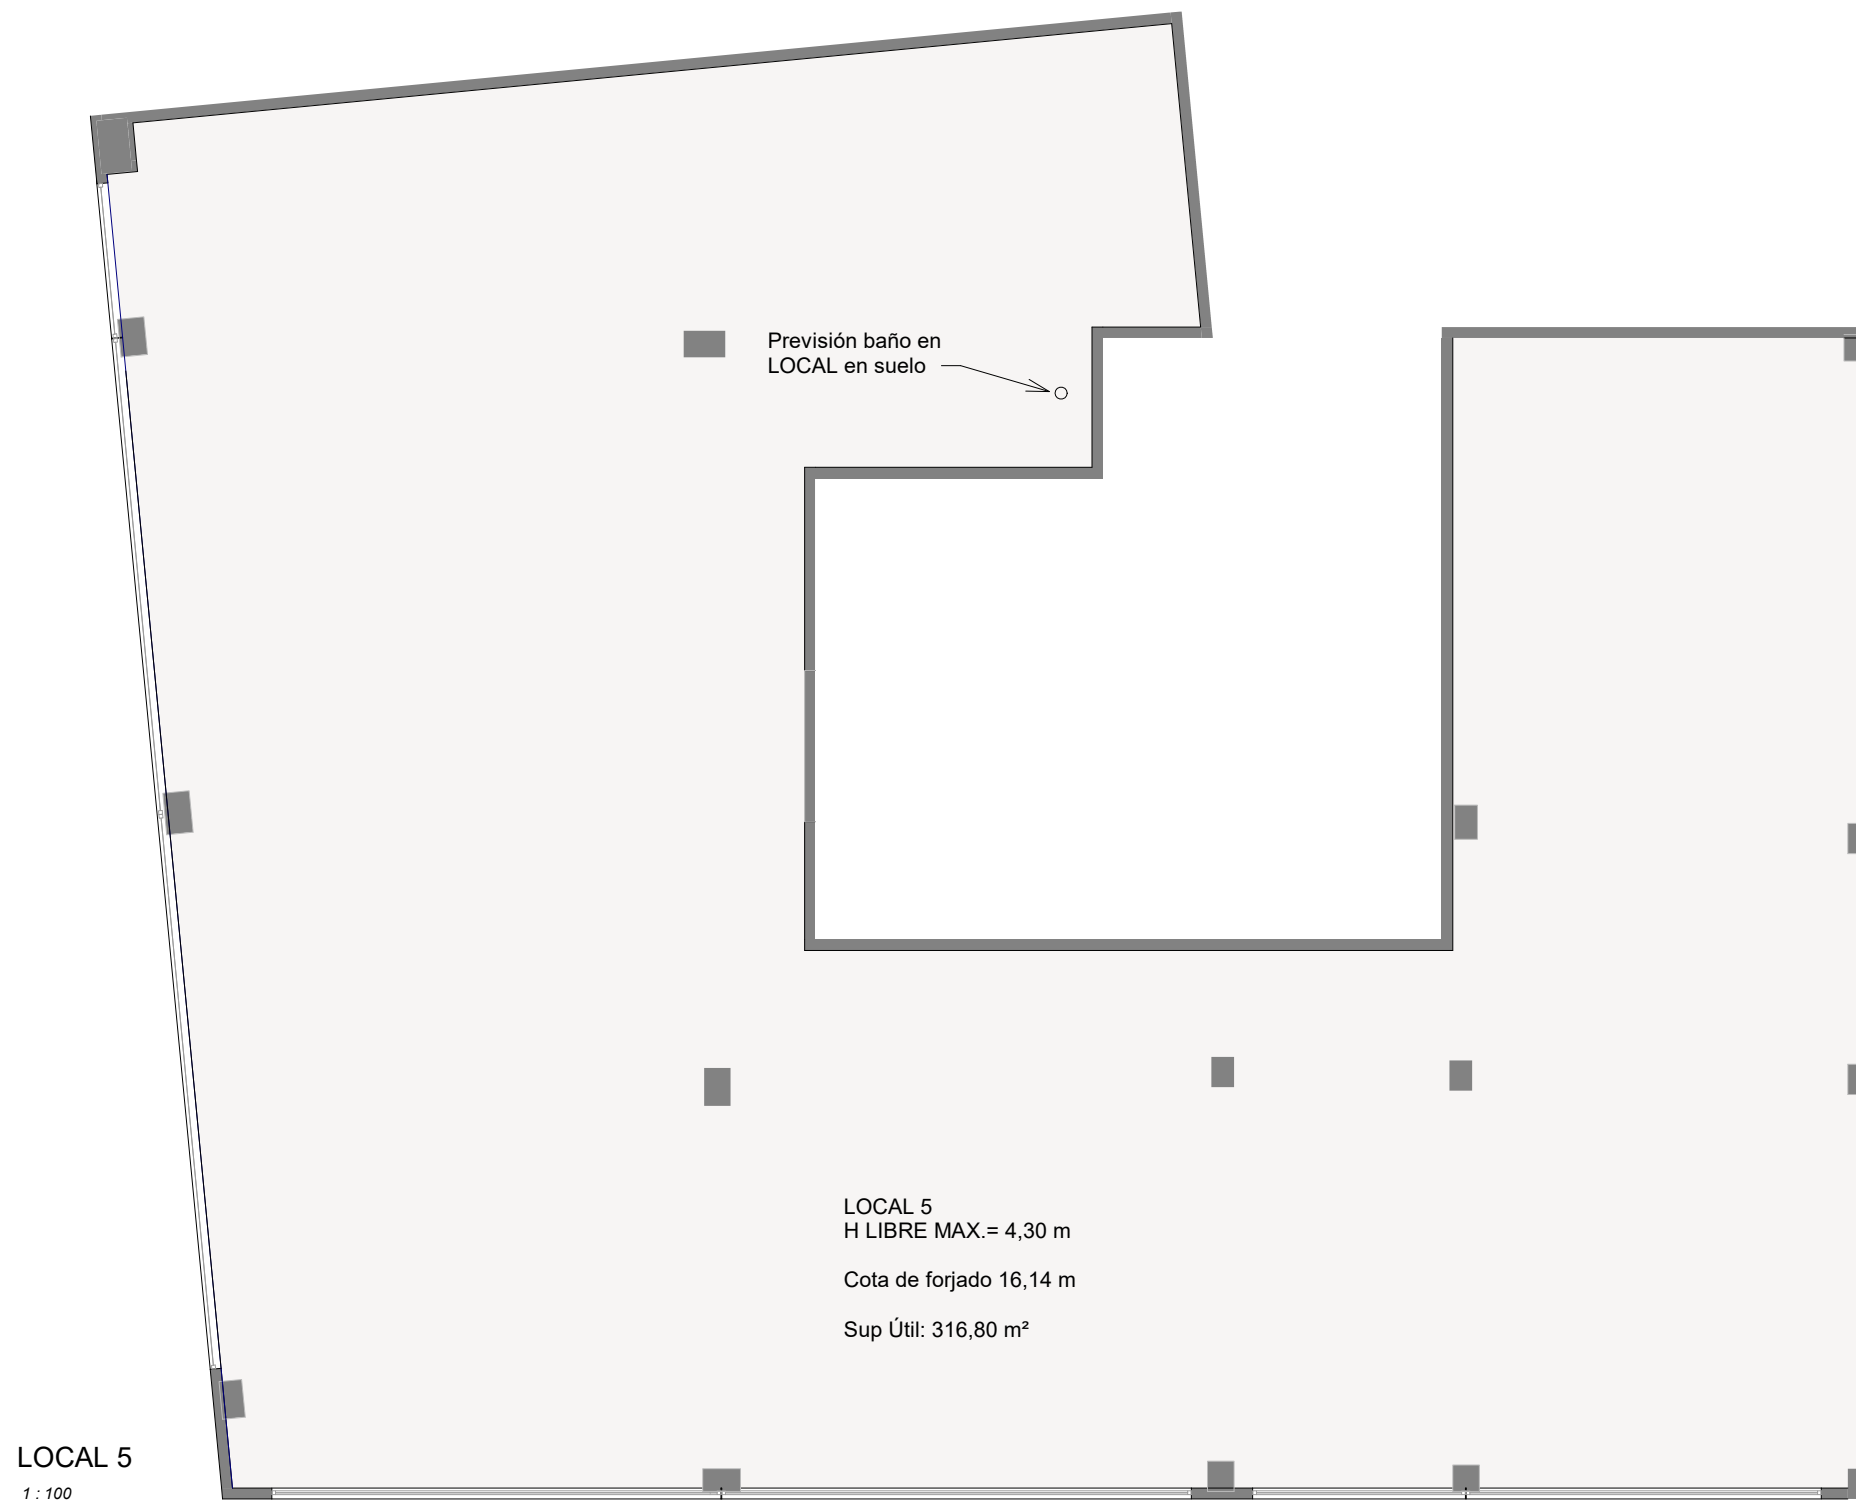 Previsión baño en
LOCAL en suelo
LOCAL 5
H LIBRE MAX.= 4,30 m
Cota de forjado 16,14 m
Sup Útil: 316,80 m²
LOCAL 5
1 : 100